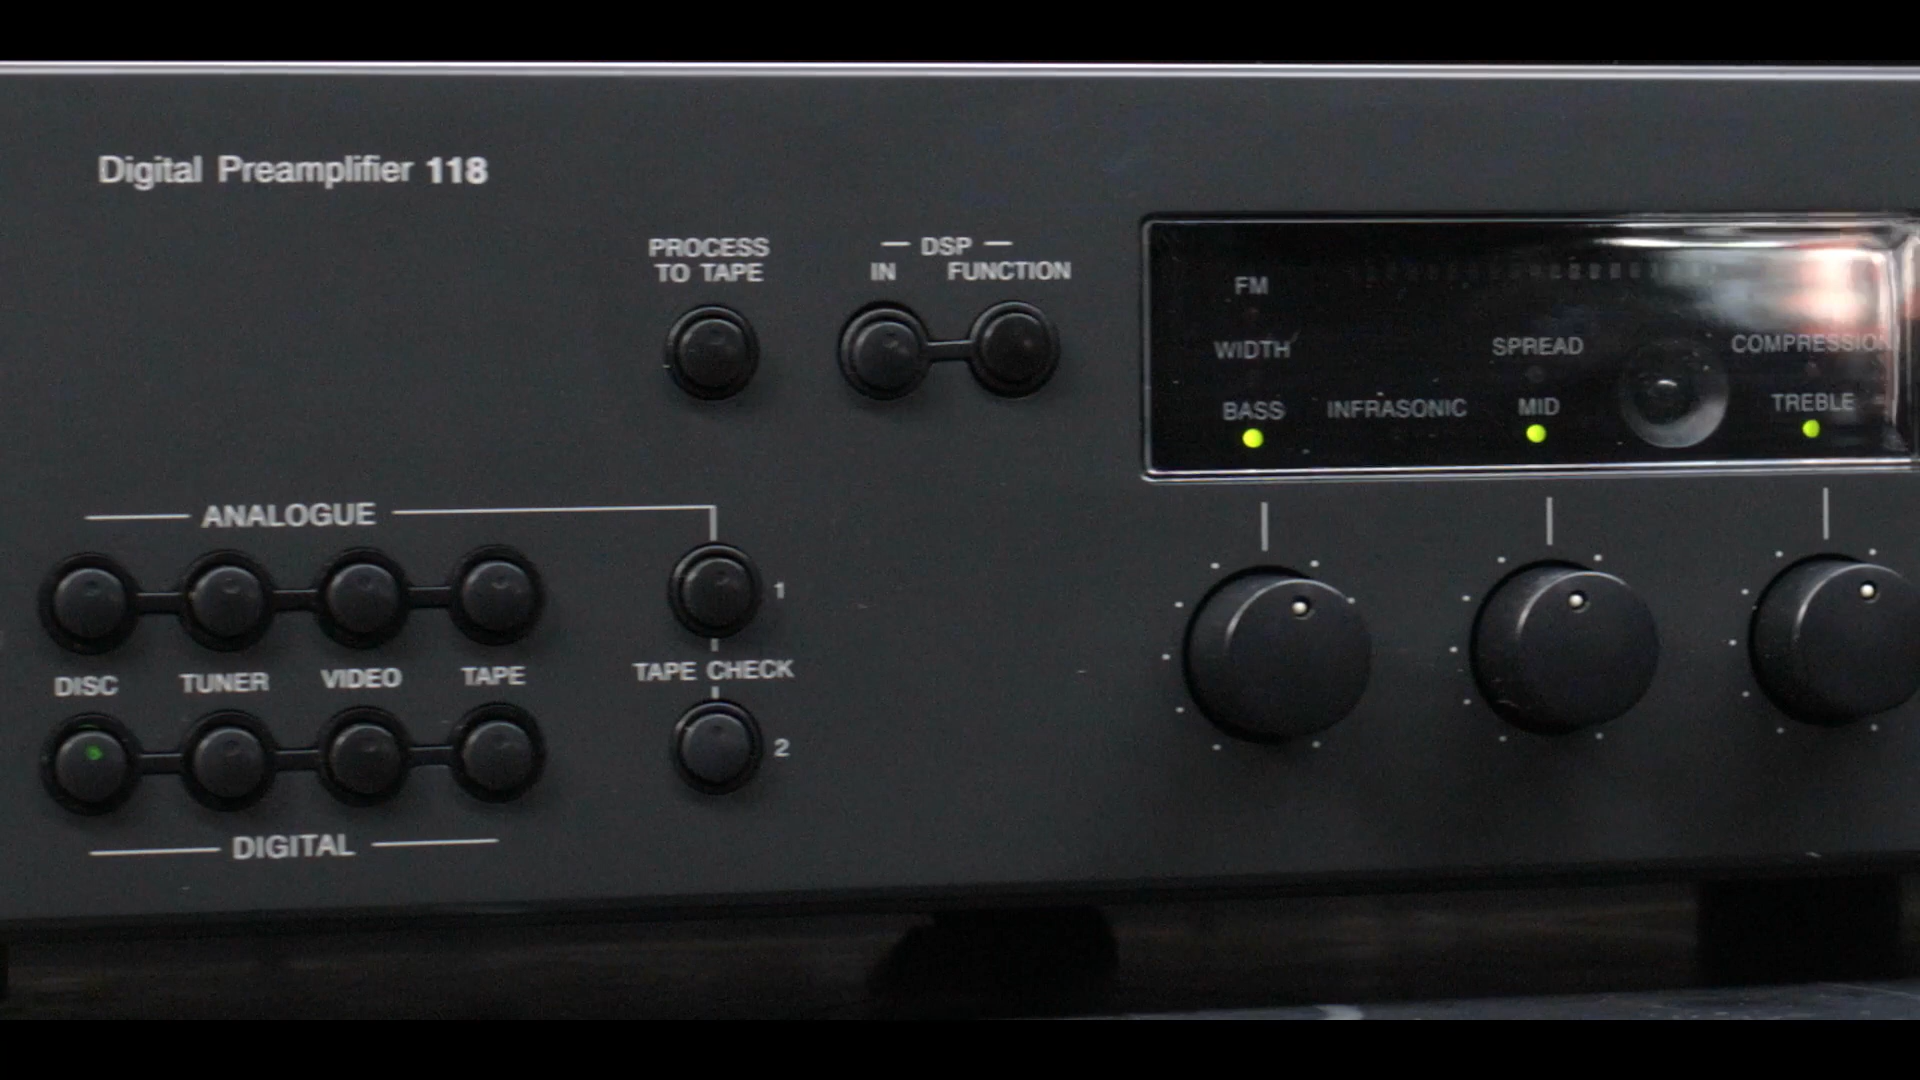 Digital Preamplifier 118
PROCESS
TO TAPE
DSP
IN FUNCTION
FM
WIDTH SPREAD COMPRESSION
BASS INFRASONIC MID TREBLE
ANALOGUE
1
DISC TUNER VIDEO TAPE TAPE CHECK
2
DIGITAL